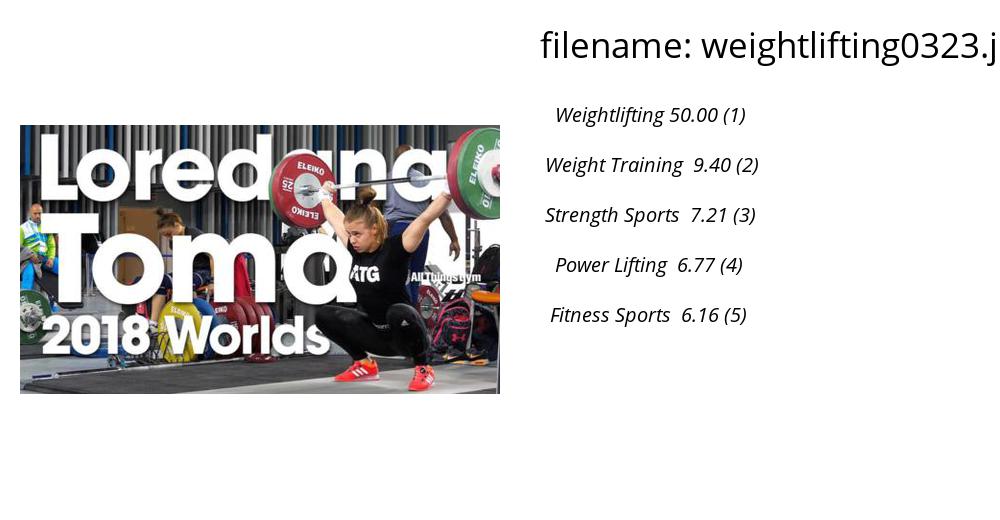 filename: weightlifting0323.j
Weightlifting 50.00 (1)
Weight Training 9.40 (2)
Strength Sports 7.21 (3)
Power Lifting 6.77 (4)
Fitness Sports 6.16 (5)
Loredana
Toma
2018 Worlds
ELEIKO
25
ELEIKO
ELEIKO
ATG
AllThingsGym
adidas